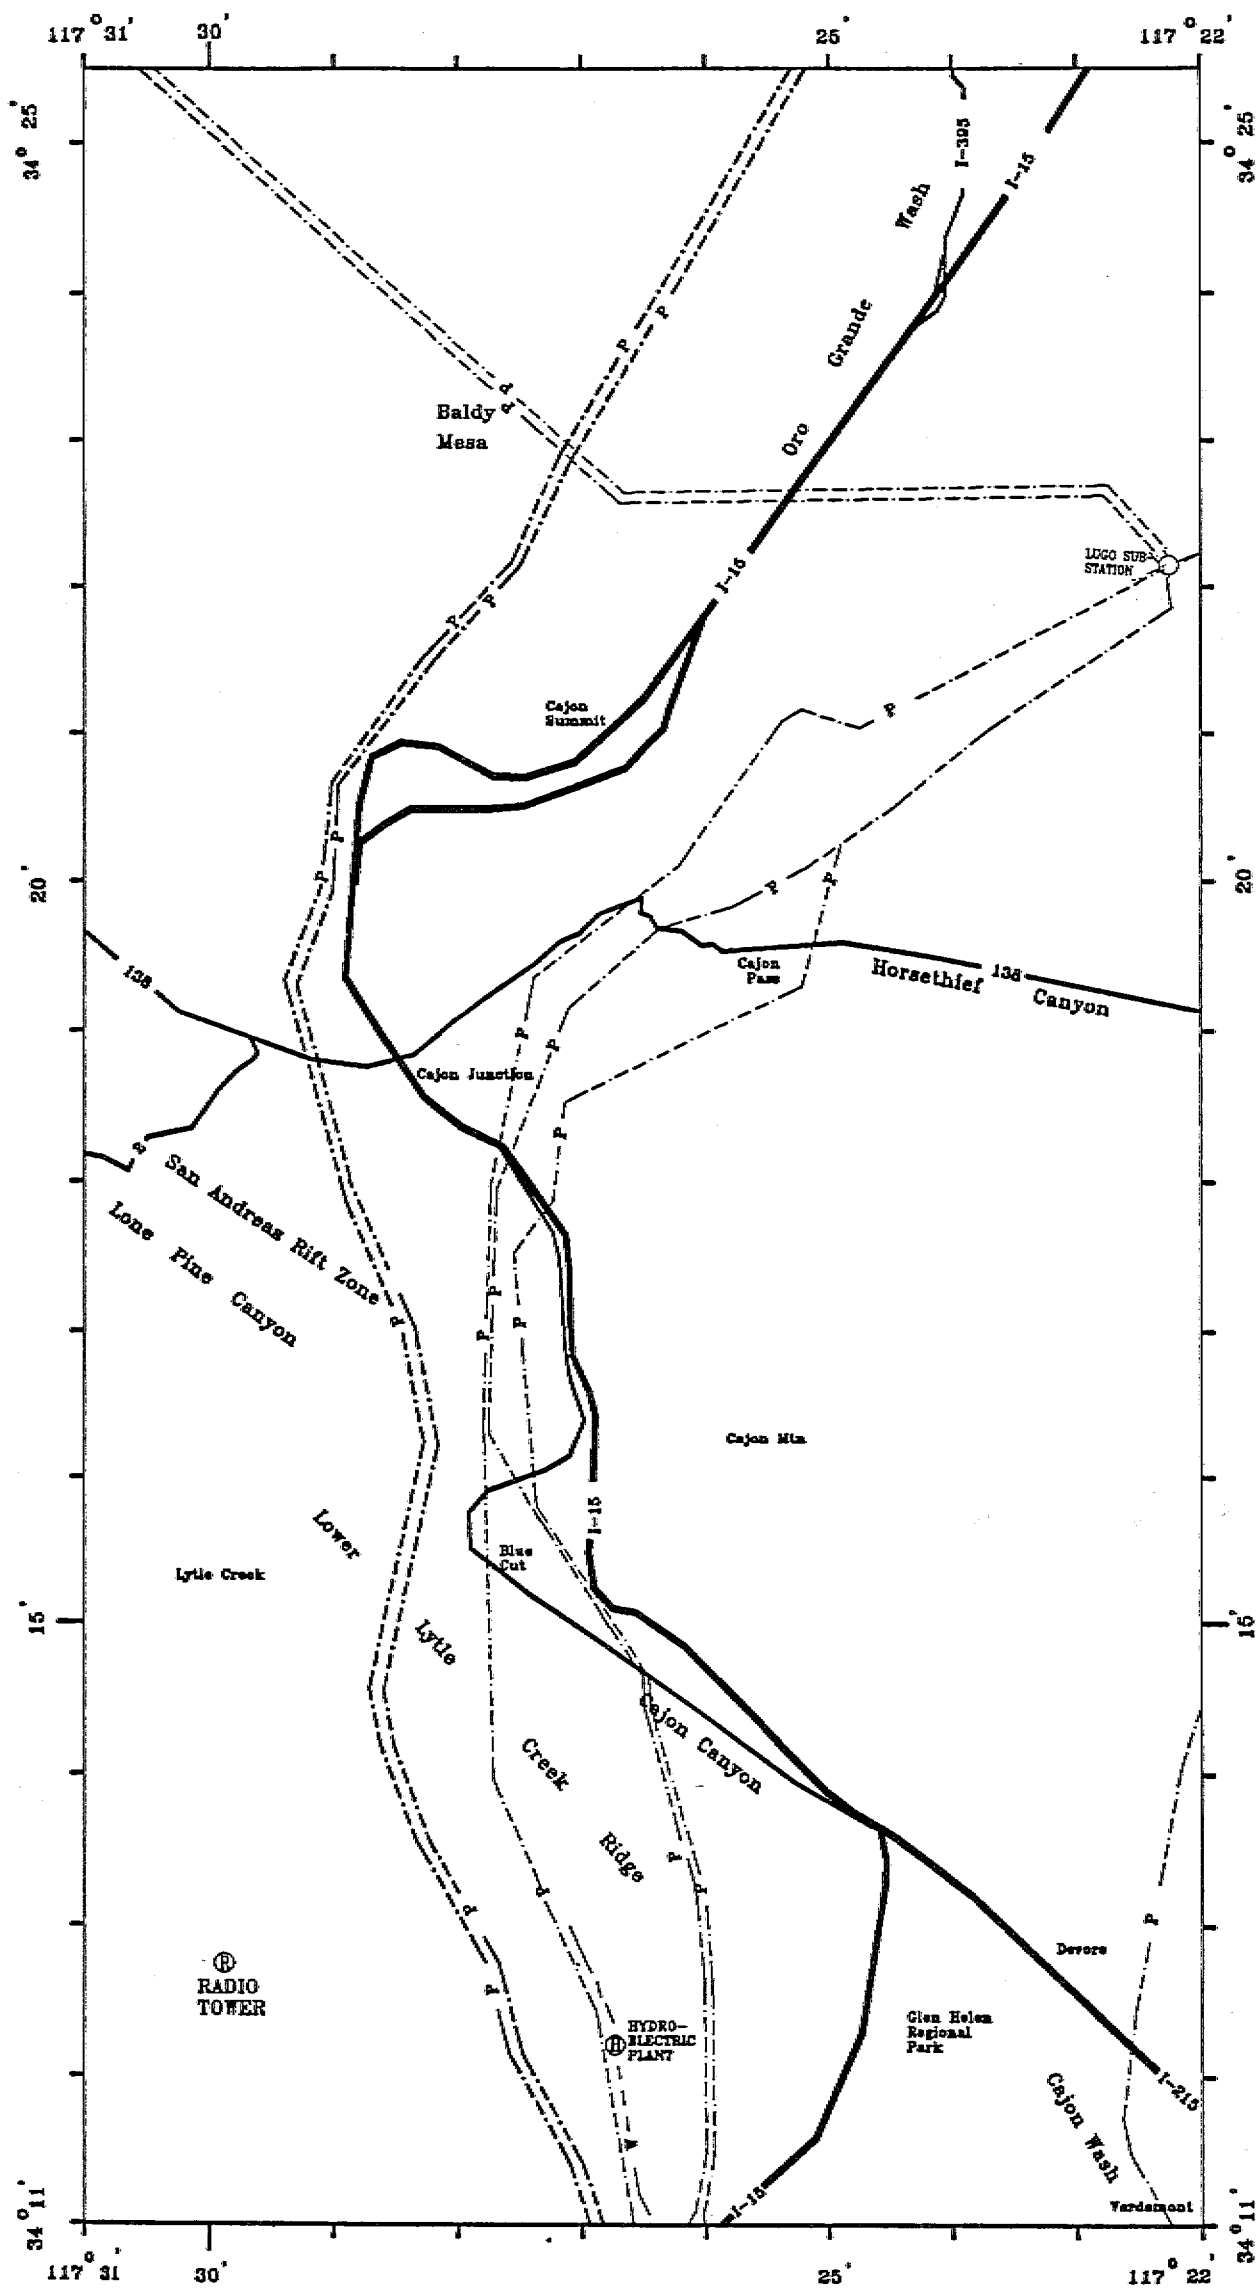 117° 31'
30'
25'
117° 22'
34° 25'
34° 25'
I-395
I-15
Wash
Grande
Oro
P
P
P
P
Baldy
Mesa
LUGO SUB-
STATION
I-15
P
P
Cajon
Summit
P
P
P
20'
20'
P
P
P
138
Cajon
Pass
Horsethief
138
Canyon
P
P
Cajon Junction
P
2
San Andreas Rift Zone
Lone Pine Canyon
P
P
P
P
Cajon Mtn
I-15
Lower
Blue
Cut
Lytle Creek
15'
15'
Lytle
Cajon Canyon
Creek
Ridge
P
P
P
P
P
P
Devore
R
RADIO
TOWER
HYDRO-
ELECTRIC
PLANT
H
Glen Helen
Regional
Park
I-215
Cajon Wash
A
I-15
Verdemont
34° 11'
34° 11'
117° 31'
30'
25'
117° 22'